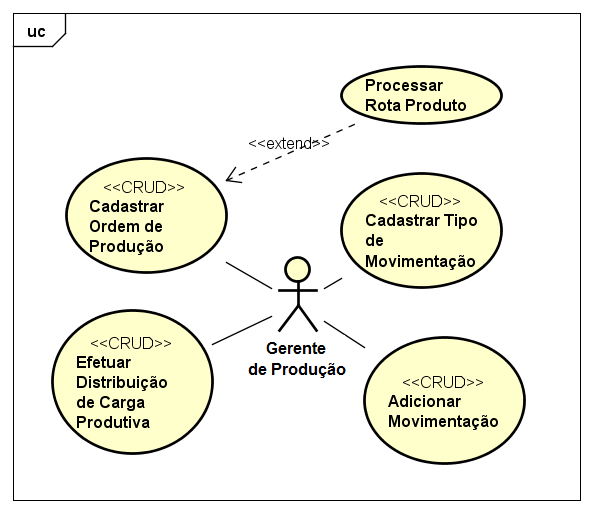 uc
Processar
Rota Produto
<<extend>>
<<CRUD>>
Cadastrar
Ordem de
Produção
<<CRUD>>
Cadastrar Tipo
de
Movimentação
Gerente
de Produção
<<CRUD>>
Efetuar
Distribuição
de Carga
Produtiva
<<CRUD>>
Adicionar
Movimentação